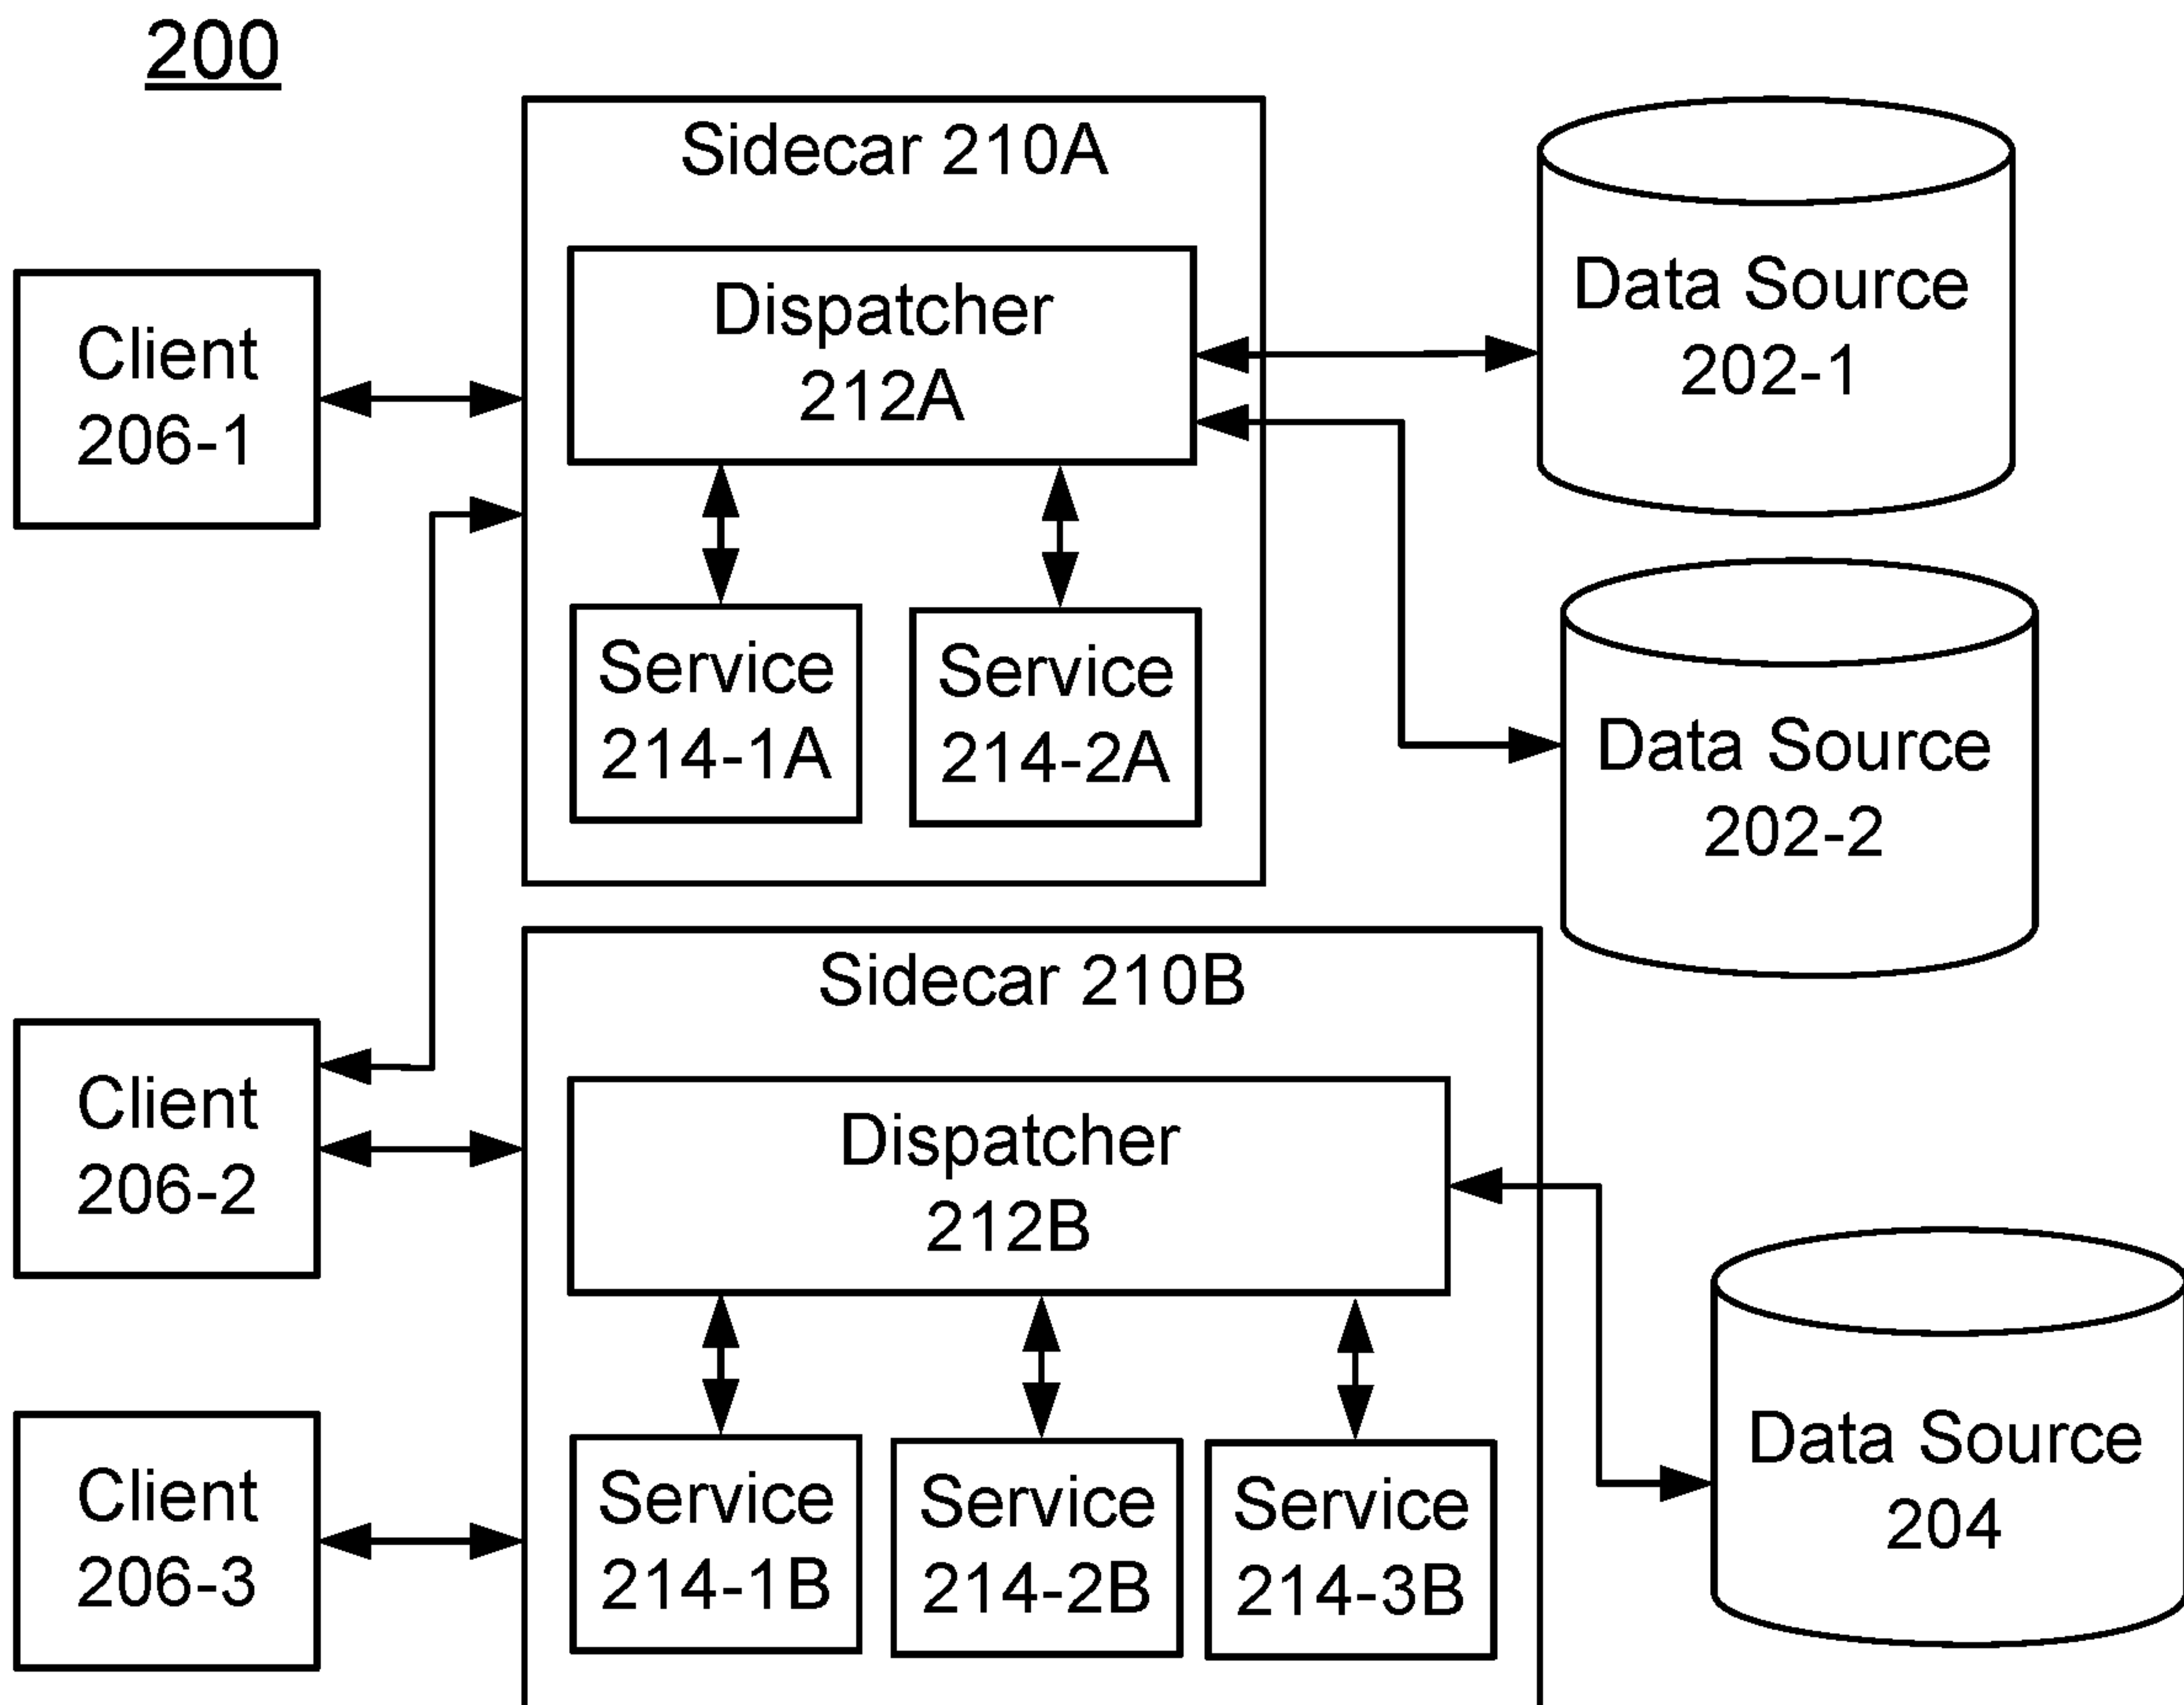 200
Sidecar 210A
Dispatcher
212A
Service
214-1A
Service
214-2A
Client
206-1
Data Source
202-1
Data Source
202-2
Sidecar 210B
Dispatcher
212B
Client
206-2
Service
214-1B
Service
214-2B
Service
214-3B
Client
206-3
Data Source
204